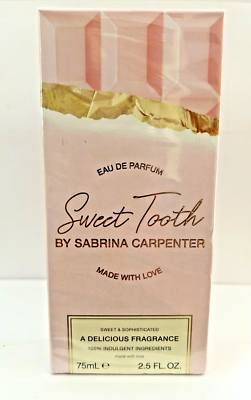 EAU DE PARFUM
Sweet Tooth
BY SABRINA CARPENTER
MADE WITH LOVE
SWEET & SOPHISTICATED
A DELICIOUS FRAGRANCE
100% INDULGENT INGREDIENTS
made with love
75mL ℮ 2.5 FL. OZ.